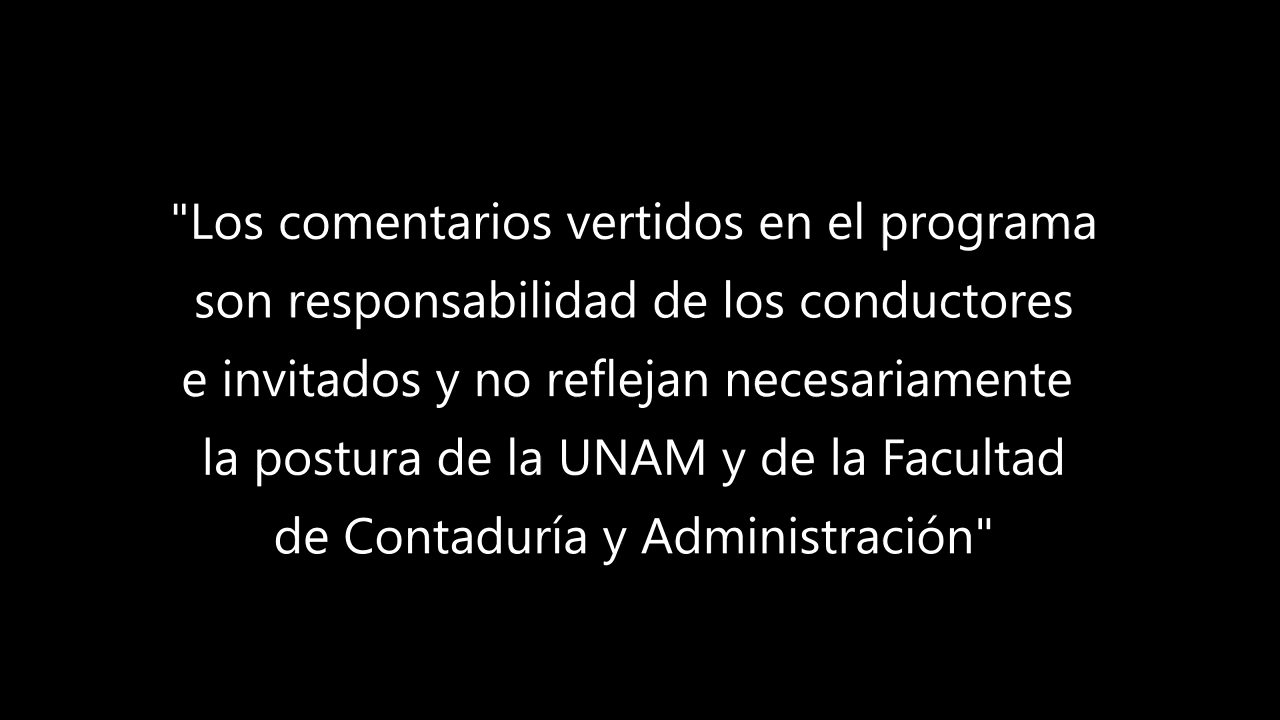 "Los comentarios vertidos en el programa
son responsabilidad de los conductores
e invitados y no reflejan necesariamente
la postura de la UNAM y de la Facultad
de Contaduría y Administración"